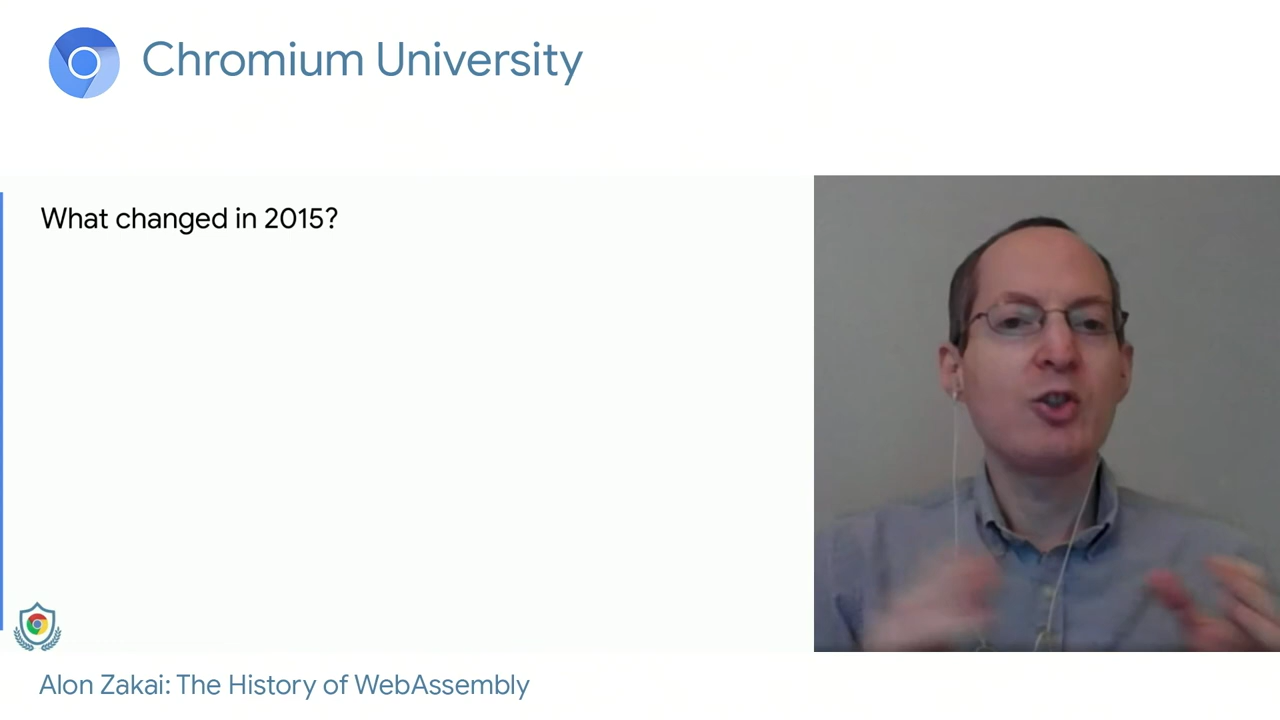 Chromium University
What changed in 2015?
Alon Zakai: The History of WebAssembly